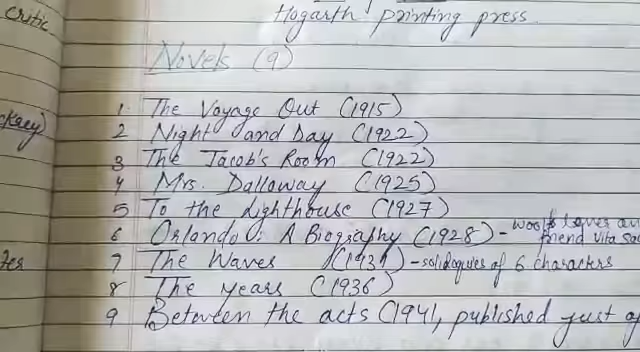 critic
Hogarth printing press
Novels (9)
1. The Voyage Out (1915)
2 Night and Day (1922)
3 The Jacob's Room (1922)
4 Mrs. Dalloway (1925)
5 To the Lighthouse (1927)
6 Orlando: A Biography (1928) - woolf's lover and
friend Vita
7 The Waves (1931) - soliloquies of 6 characters
8 The years (1936)
9 Between the acts (1941, published just